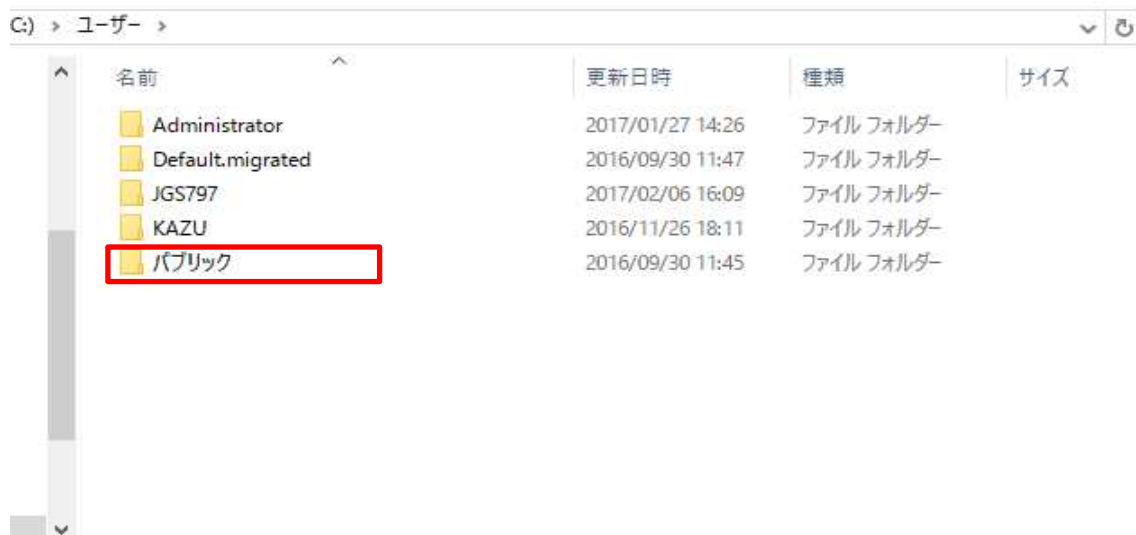 C:) > ユーザー >
名前 更新日時 種類 サイズ
Administrator 2017/01/27 14:26 ファイル フォルダー
Default.migrated 2016/09/30 11:47 ファイル フォルダー
JGS797 2017/02/06 16:09 ファイル フォルダー
KAZU 2016/11/26 18:11 ファイル フォルダー
パブリック 2016/09/30 11:45 ファイル フォルダー